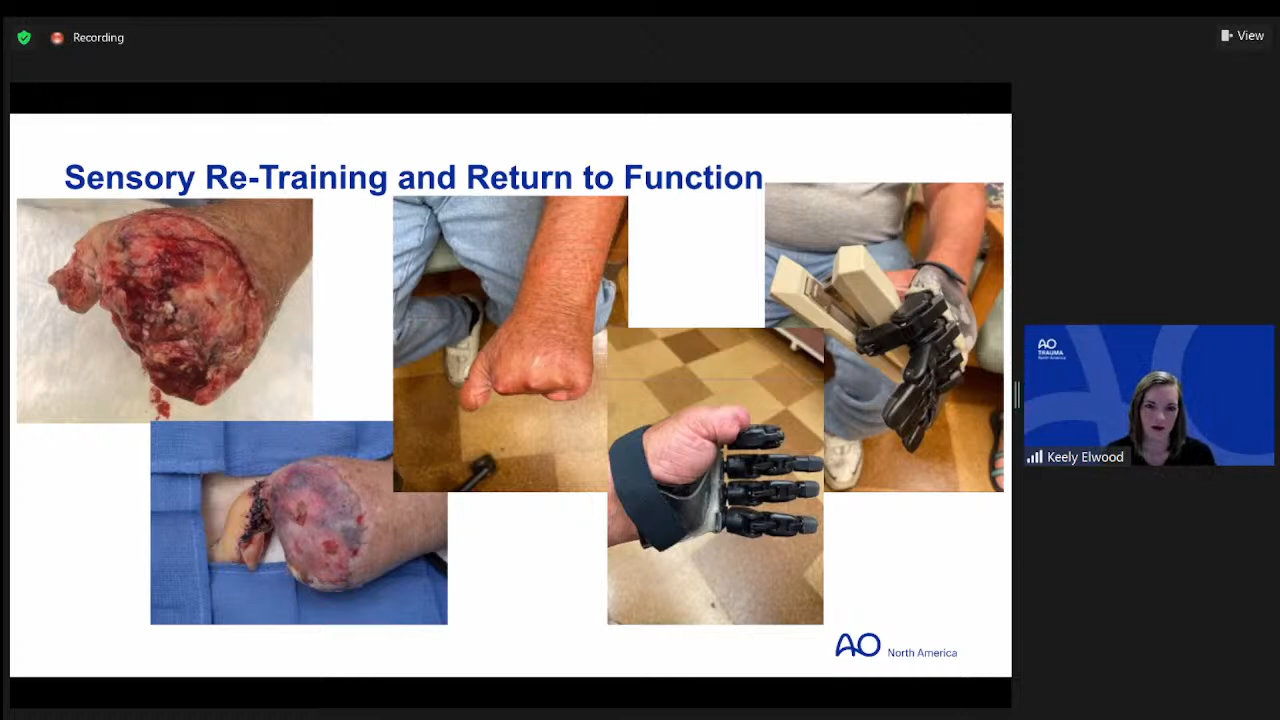 Recording
View
Sensory Re-Training and Return to Function
AO
TRAUMA
North America
Keely Elwood
AO North America